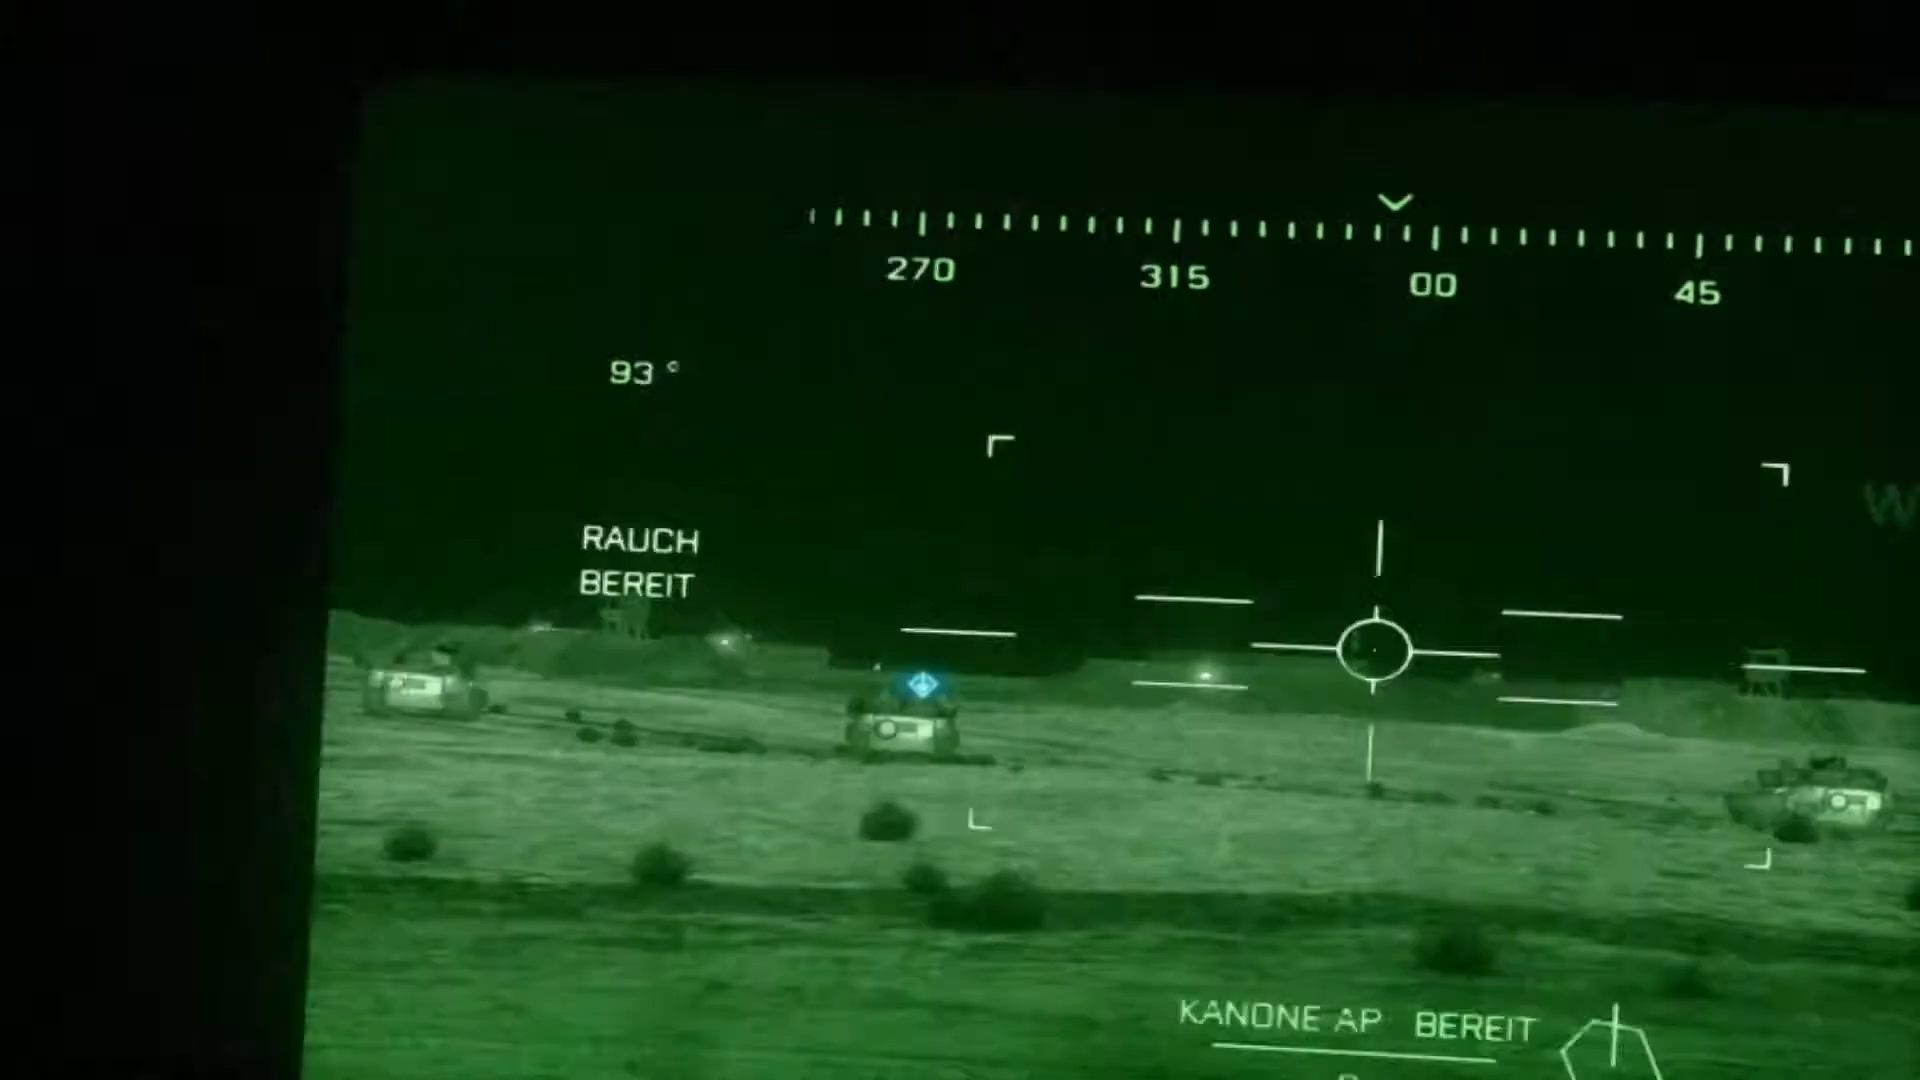 270 315 00 45
93 °
RAUCH
BEREIT
KANONE AP BEREIT